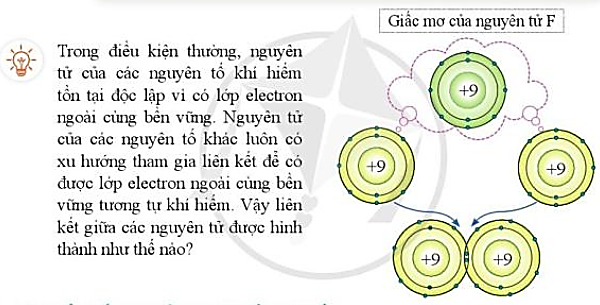 Giấc mơ của nguyên tử F
Trong điều kiện thường, nguyên
tử của các nguyên tố khí hiếm
tồn tại độc lập vì có lớp electron
ngoài cùng bền vững. Nguyên tử
của các nguyên tố khác luôn có
xu hướng tham gia liên kết để có
được lớp electron ngoài cùng bền
vững tương tự khí hiếm. Vậy liên
kết giữa các nguyên tử được hình
thành như thế nào?
+9
+9
+9
+9
+9